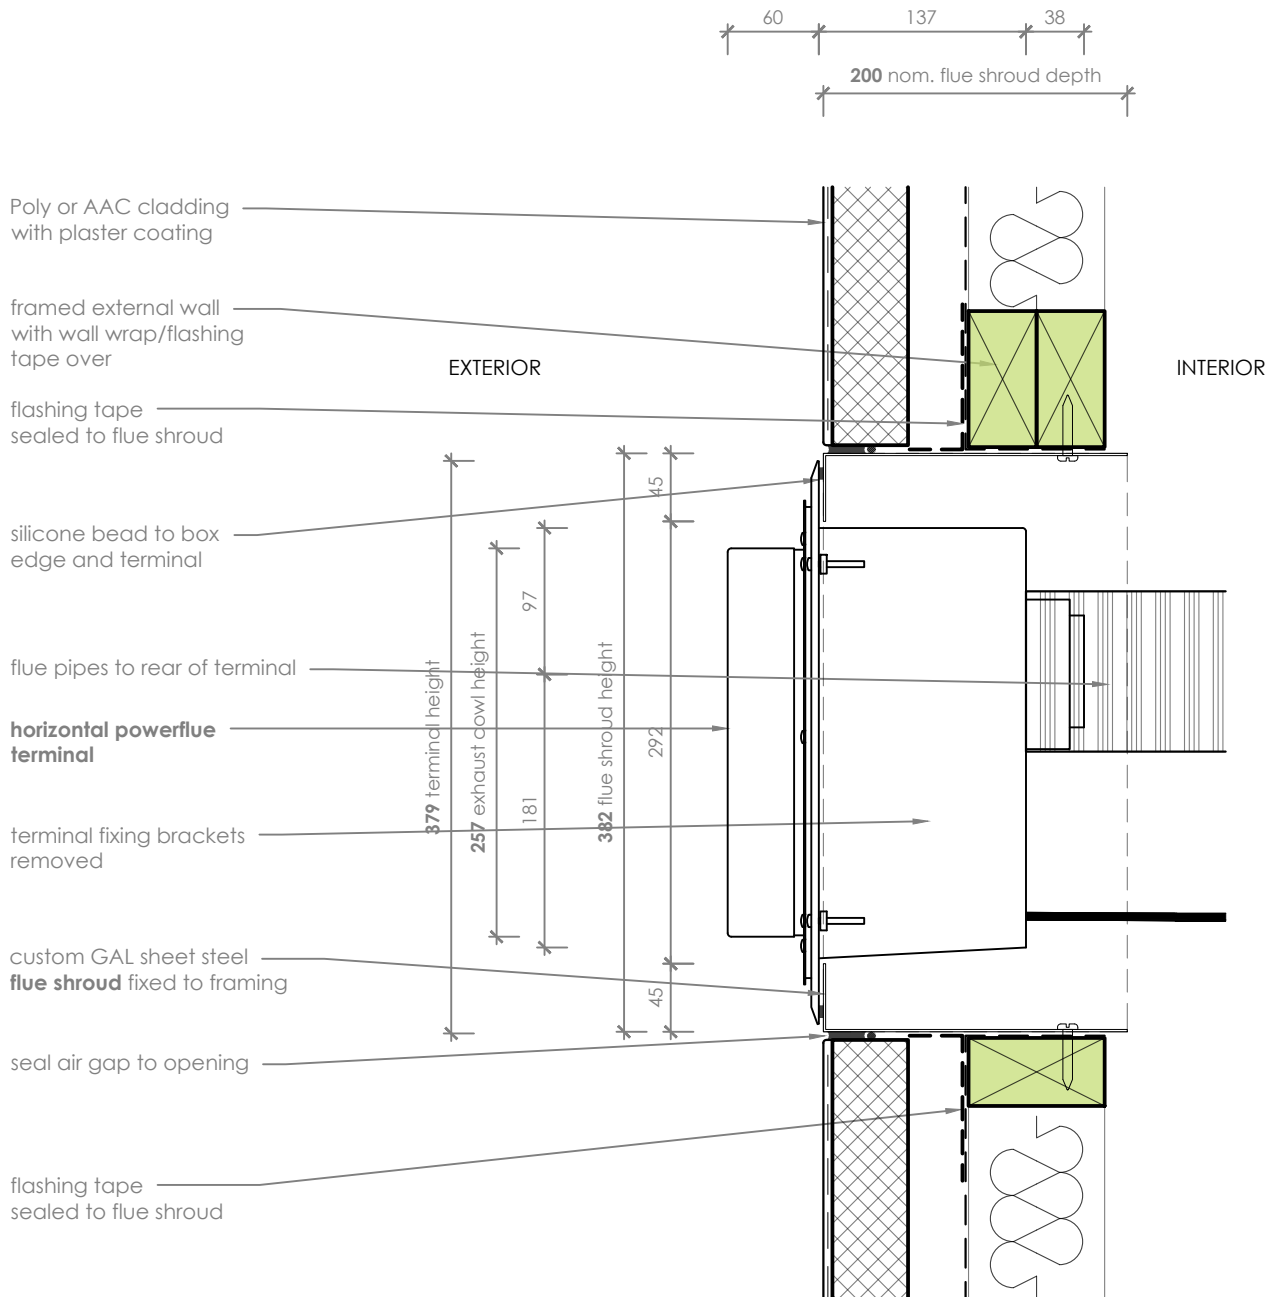 60
137
38
200 nom. flue shroud depth
Poly or AAC cladding
with plaster coating
framed external wall
with wall wrap/flashing
tape over
EXTERIOR
INTERIOR
flashing tape
sealed to flue shroud
silicone bead to box
edge and terminal
flue pipes to rear of terminal
horizontal powerflue
terminal
terminal fixing brackets
removed
custom GAL sheet steel
flue shroud fixed to framing
seal air gap to opening
flashing tape
sealed to flue shroud
379 terminal height
257 exhaust cowl height
97
181
382 flue shroud height
45
292
45